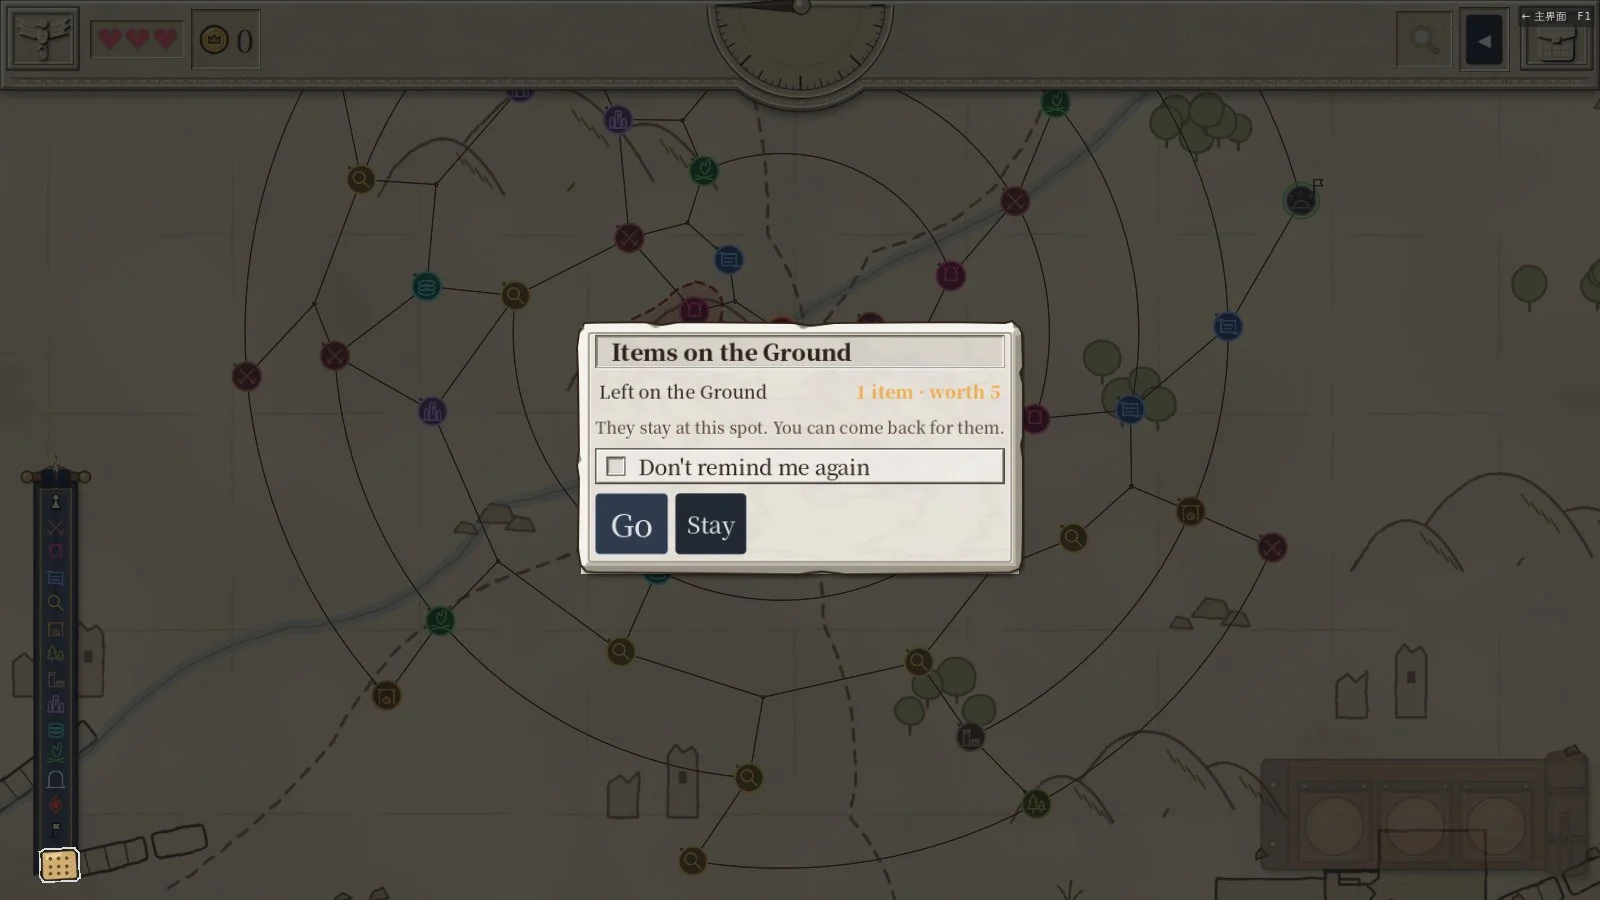 0
← 主界面 F1
Items on the Ground
Left on the Ground 1 item · worth 5
They stay at this spot. You can come back for them.
Don't remind me again
Go Stay